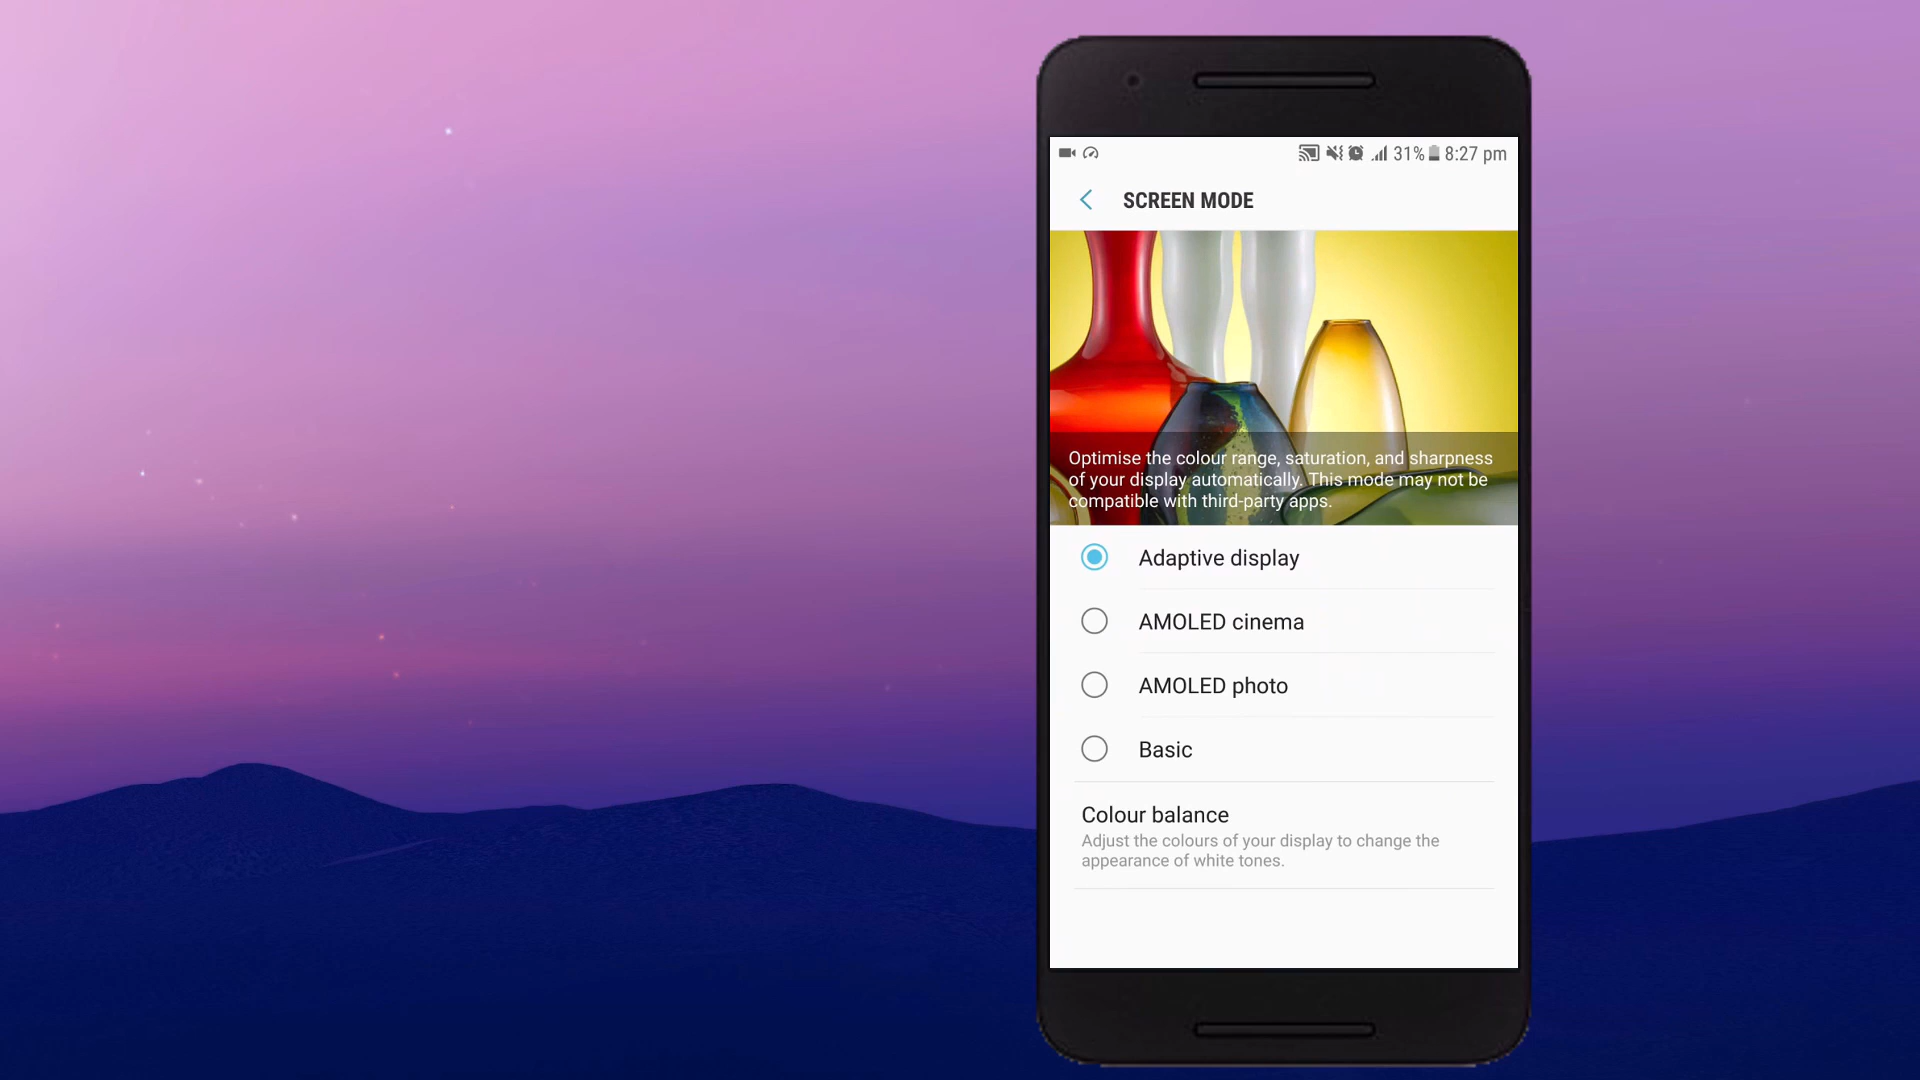 31% 8:27 pm
SCREEN MODE
Optimise the colour range, saturation, and sharpness
of your display automatically. This mode may not be
compatible with third-party apps.
Adaptive display
AMOLED cinema
AMOLED photo
Basic
Colour balance
Adjust the colours of your display to change the
appearance of white tones.